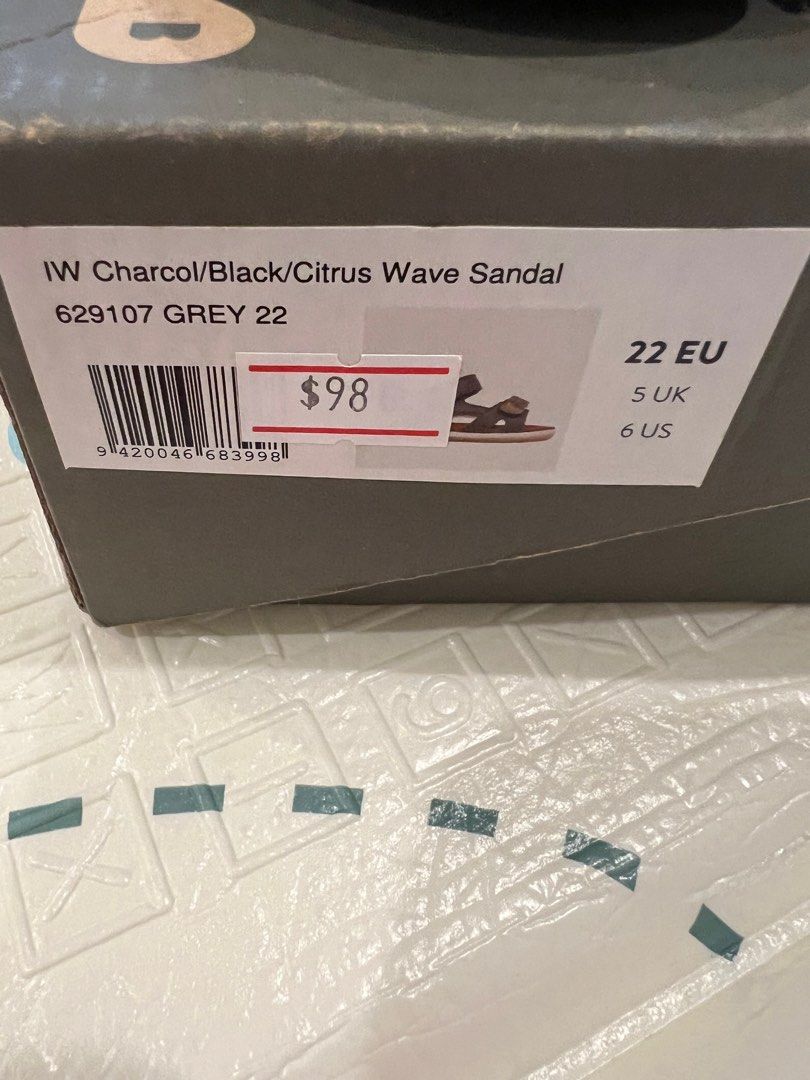 B
IW Charcol/Black/Citrus Wave Sandal
629107 GREY 22
22 EU
$98
5 UK
6 US
9 420046 683998